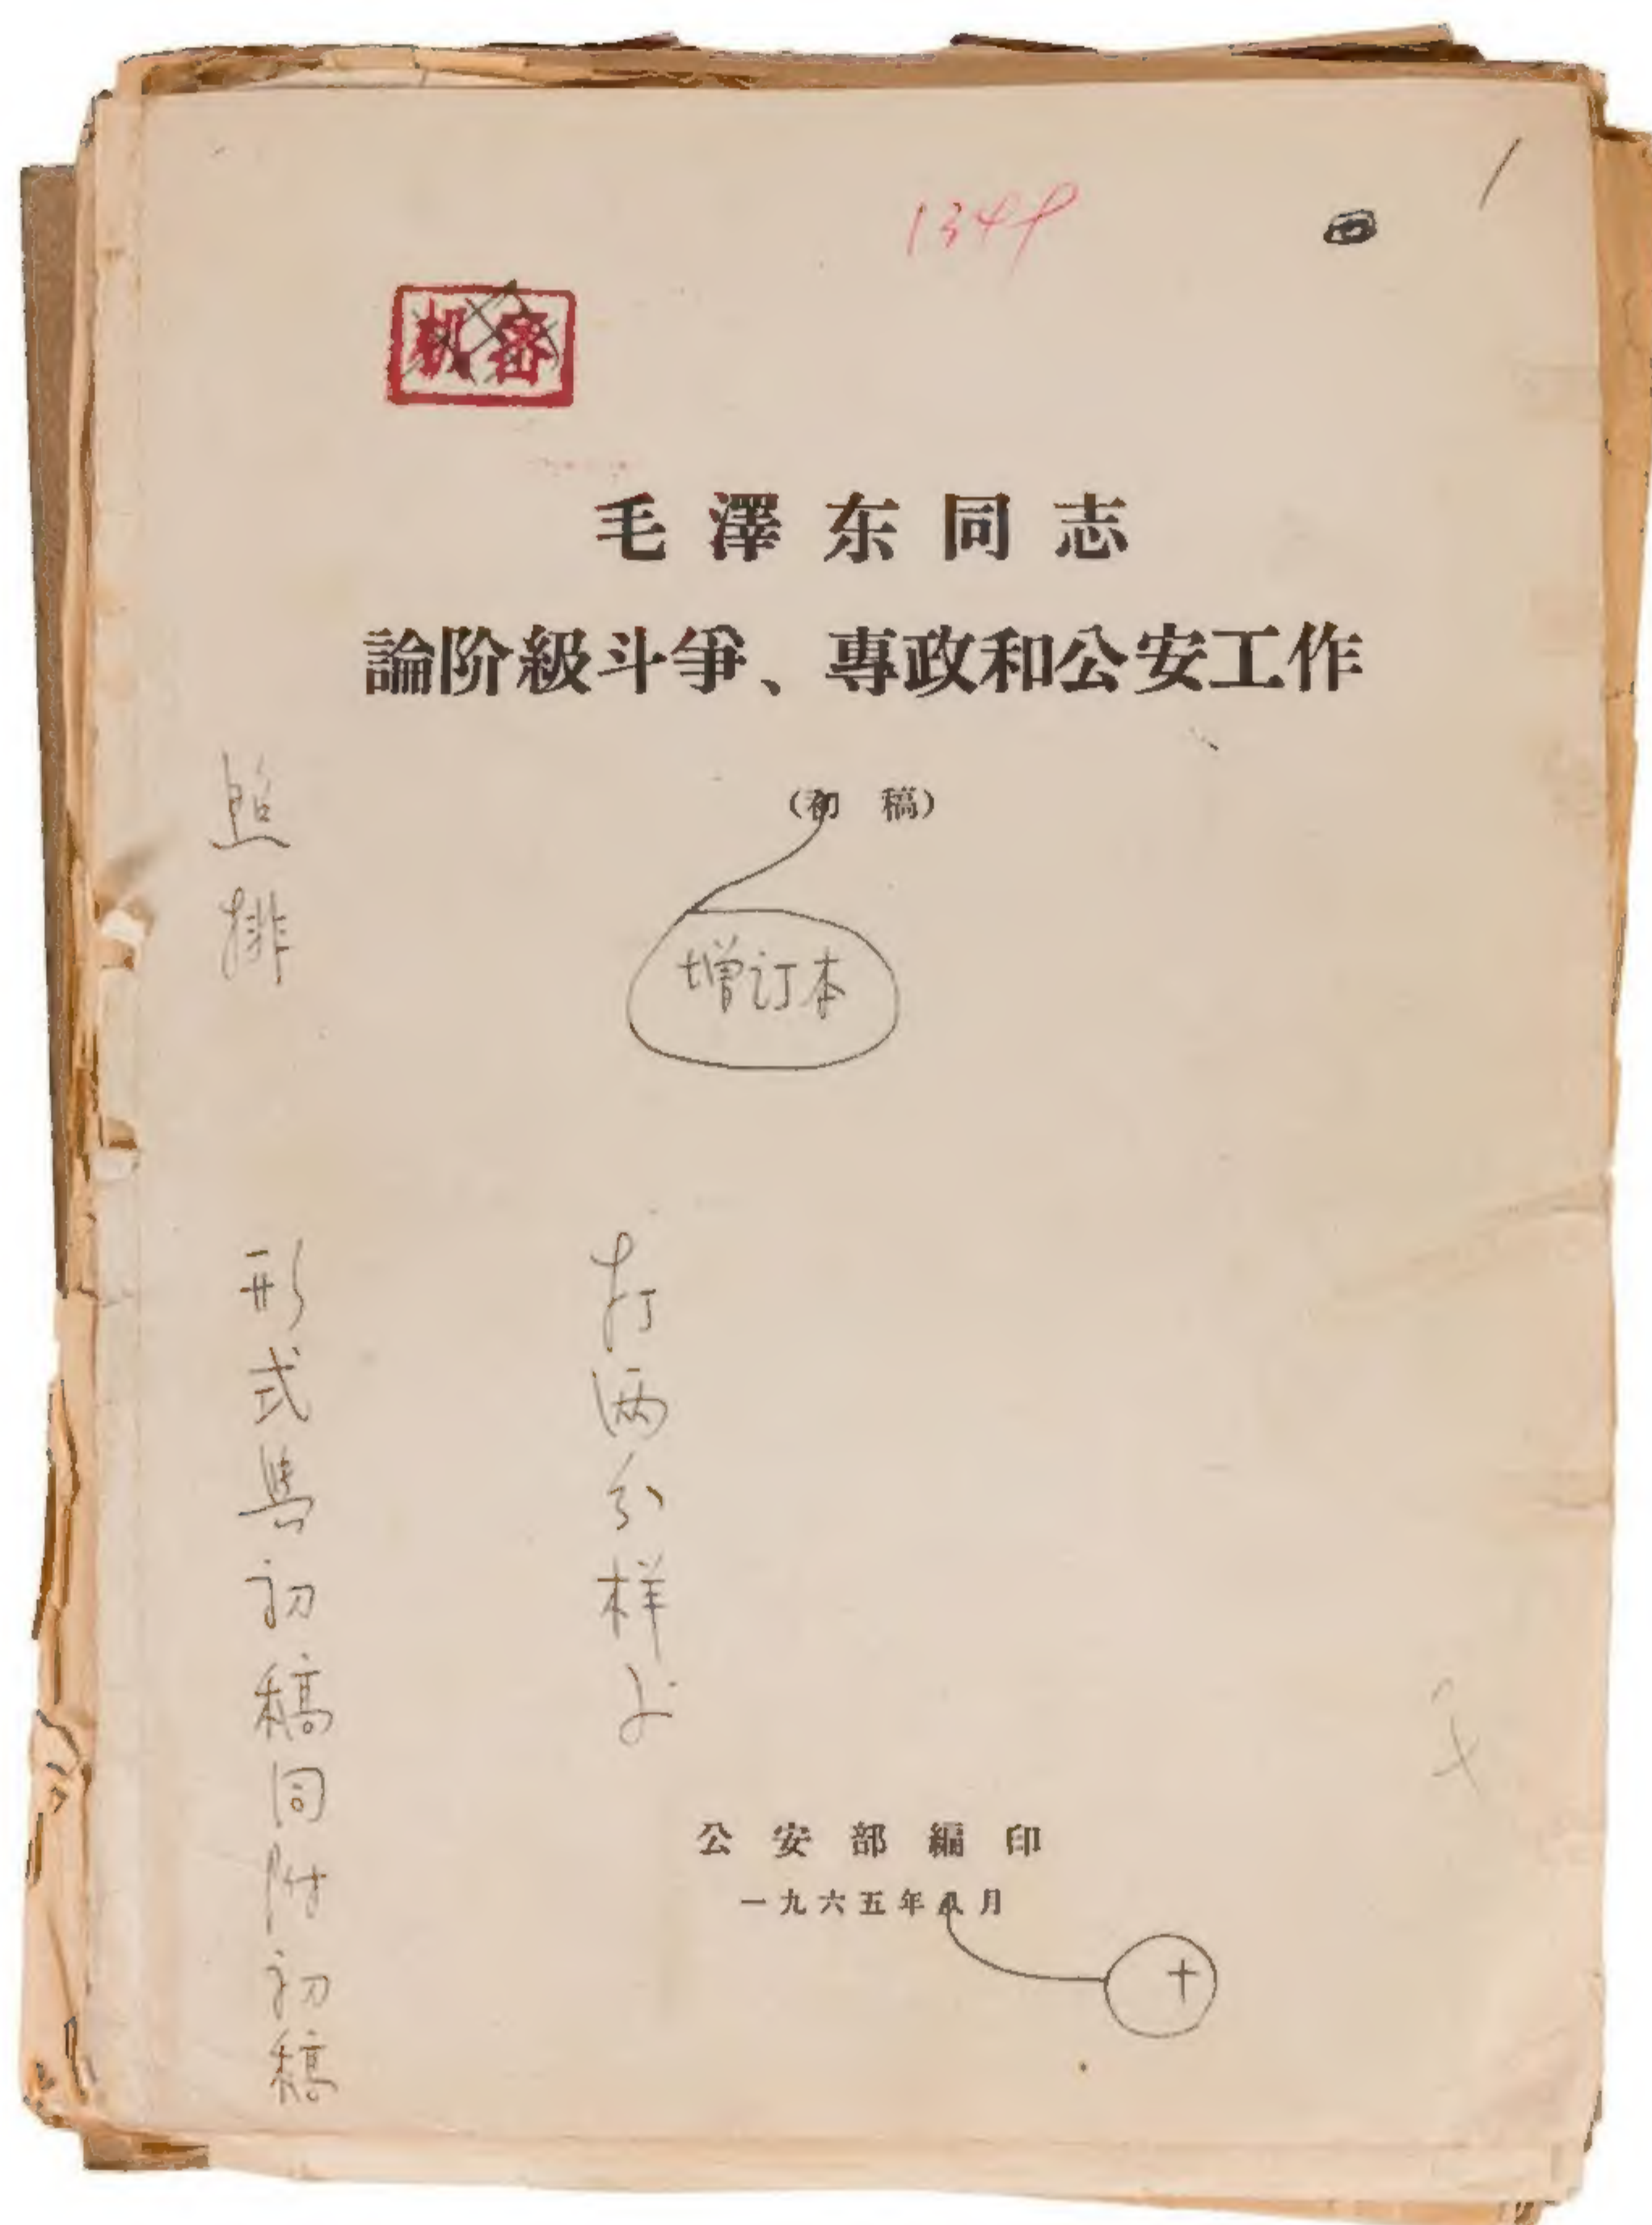 1349
机密
毛澤东同志
論阶級斗爭、專政和公安工作
(初 稿)
增订本
照排
形式與初稿同附初稿
打两分样
公安部編印
一九六五年八月
十